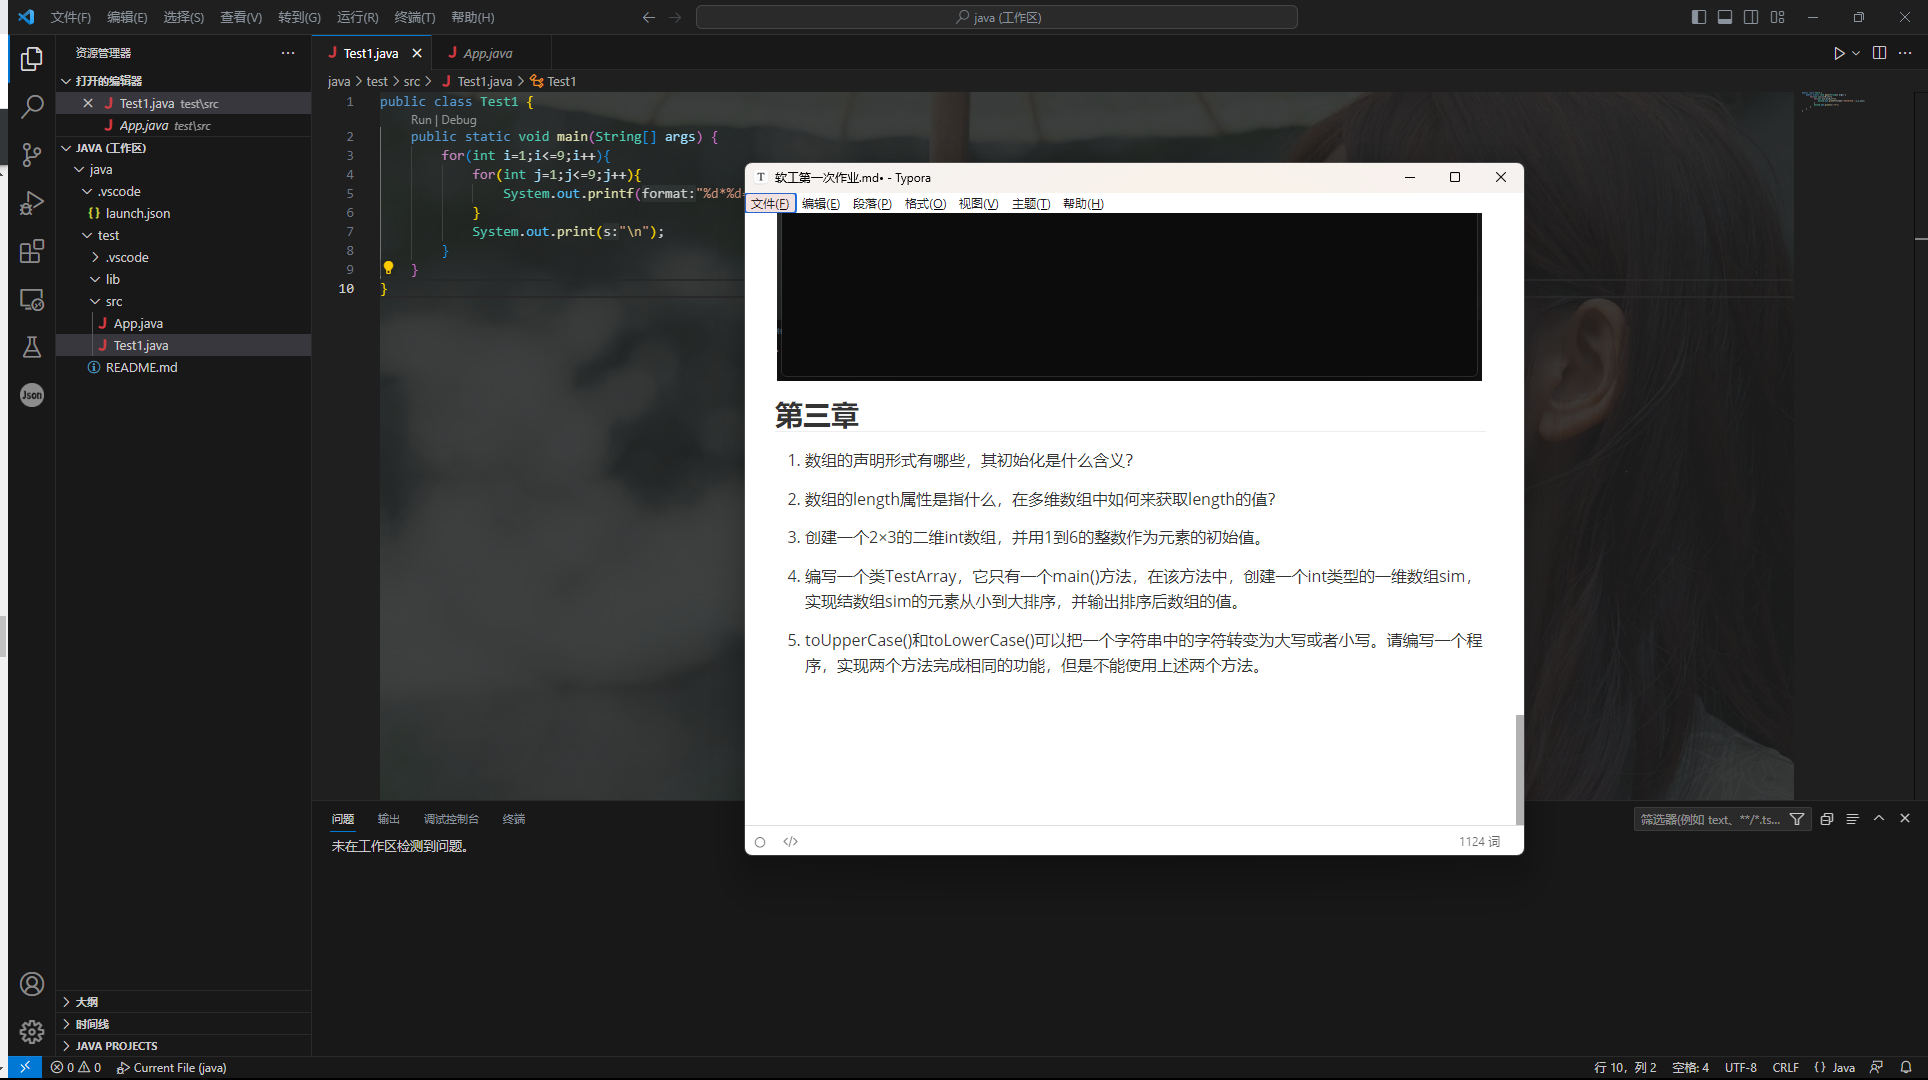 文件(F) 编辑(E) 选择(S) 查看(V) 转到(G) 运行(R) 终端(T) 帮助(H)
java (工作区)
资源管理器
打开的编辑器
Test1.java test\src
App.java test\src
JAVA (工作区)
java
.vscode
launch.json
test
.vscode
lib
src
App.java
Test1.java
README.md
大纲
时间线
JAVA PROJECTS
Json
Test1.java
App.java
java > test > src > Test1.java > Test1
1 public class Test1 {
Run | Debug
2 public static void main(String[] args) {
3 for(int i=1;i<=9;i++){
4 for(int j=1;j<=9;j++){
5 System.out.printf(format:"%d*%d
6 }
7 System.out.print(s:"\n");
8 }
9 }
10 }
软工第一次作业.md• - Typora
文件(F) 编辑(E) 段落(P) 格式(O) 视图(V) 主题(T) 帮助(H)
第三章
1. 数组的声明形式有哪些，其初始化是什么含义？
2. 数组的length属性是指什么，在多维数组中如何来获取length的值？
3. 创建一个2×3的二维int数组，并用1到6的整数作为元素的初始值。
4. 编写一个类TestArray，它只有一个main()方法，在该方法中，创建一个int类型的一维数组sim，
实现结数组sim的元素从小到大排序，并输出排序后数组的值。
5. toUpperCase()和toLowerCase()可以把一个字符串中的字符转变为大写或者小写。请编写一个程
序，实现两个方法完成相同的功能，但是不能使用上述两个方法。
</> 1124 词
问题 输出 调试控制台 终端
筛选器(例如 text、**/*.ts...
未在工作区检测到问题。
0 0 Current File (java)
行 10，列 2 空格: 4 UTF-8 CRLF {} Java